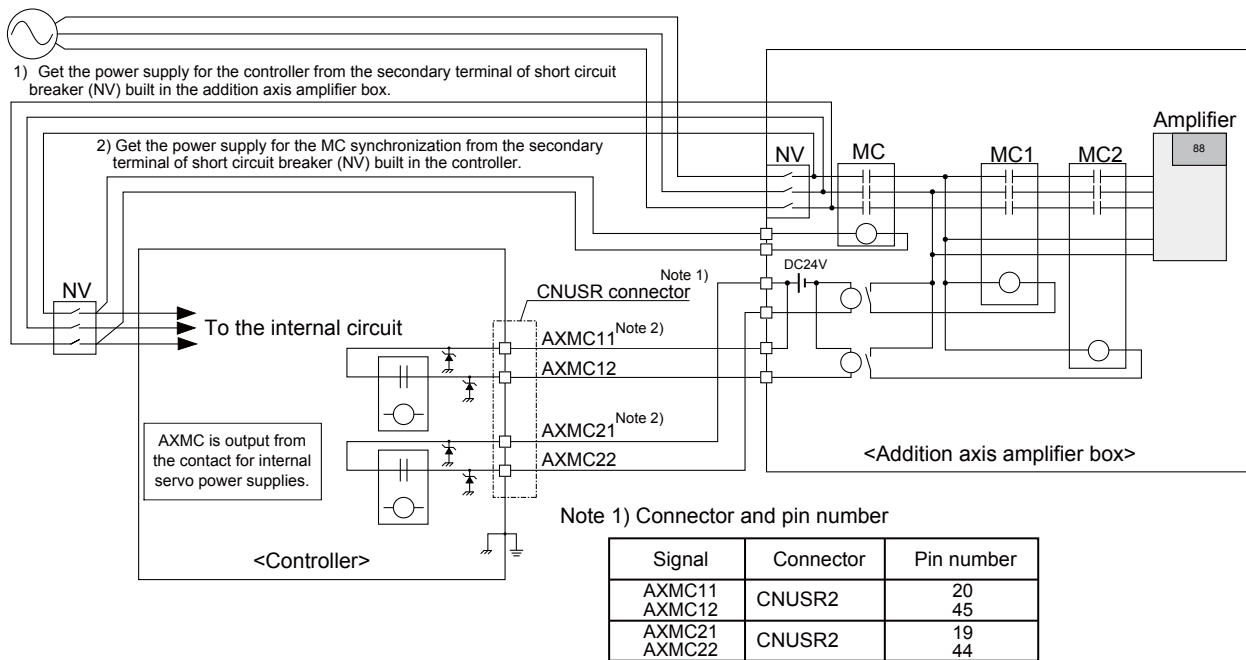 1) Get the power supply for the controller from the secondary terminal of short circuit
breaker (NV) built in the addition axis amplifier box.
2) Get the power supply for the MC synchronization from the secondary
terminal of short circuit breaker (NV) built in the controller.
NV
MC
MC1
MC2
Amplifier
88
DC24V
NV
To the internal circuit
CNUSR connector Note 1)
AXMC11 Note 2)
AXMC12
AXMC21 Note 2)
AXMC22
AXMC is output from
the contact for internal
servo power supplies.
<Controller>
<Addition axis amplifier box>
Note 1) Connector and pin number
Signal Connector Pin number
AXMC11 CNUSR2 20
AXMC12 45
AXMC21 CNUSR2 19
AXMC22 44